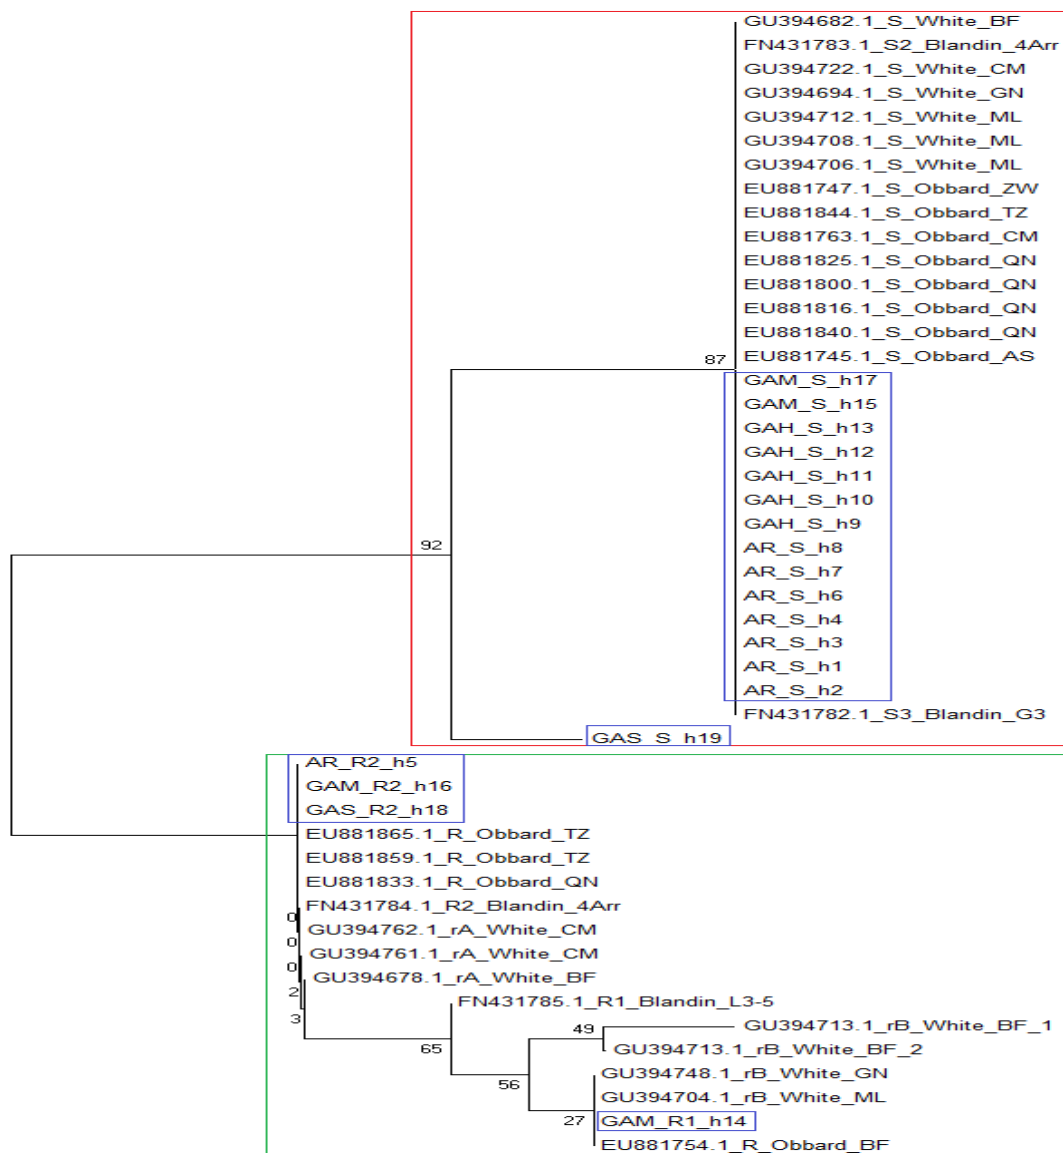 GU394682.1_S_White_BF
FN431783.1_S2_Blandin_4Arr
GU394722.1_S_White_CM
GU394694.1_S_White_GN
GU394712.1_S_White_ML
GU394708.1_S_White_ML
GU394706.1_S_White_ML
EU881747.1_S_Obbard_ZW
EU881844.1_S_Obbard_TZ
EU881763.1_S_Obbard_CM
EU881825.1_S_Obbard_QN
EU881800.1_S_Obbard_QN
EU881816.1_S_Obbard_QN
EU881840.1_S_Obbard_QN
EU881745.1_S_Obbard_AS
87
GAM_S_h17
GAM_S_h15
GAH_S_h13
GAH_S_h12
GAH_S_h11
GAH_S_h10
GAH_S_h9
AR_S_h8
92
AR_S_h7
AR_S_h6
AR_S_h4
AR_S_h3
AR_S_h1
AR_S_h2
FN431782.1_S3_Blandin_G3
GAS_S_h19
AR_R2_h5
GAM_R2_h16
GAS_R2_h18
EU881865.1_R_Obbard_TZ
EU881859.1_R_Obbard_TZ
EU881833.1_R_Obbard_QN
FN431784.1_R2_Blandin_4Arr
0
GU394762.1_rA_White_CM
0
GU394761.1_rA_White_CM
0
GU394678.1_rA_White_BF
2
FN431785.1_R1_Blandin_L3-5
3
49
GU394713.1_rB_White_BF_1
65
GU394713.1_rB_White_BF_2
GU394748.1_rB_White_GN
56
GU394704.1_rB_White_ML
27
GAM_R1_h14
EU881754.1_R_Obbard_BF